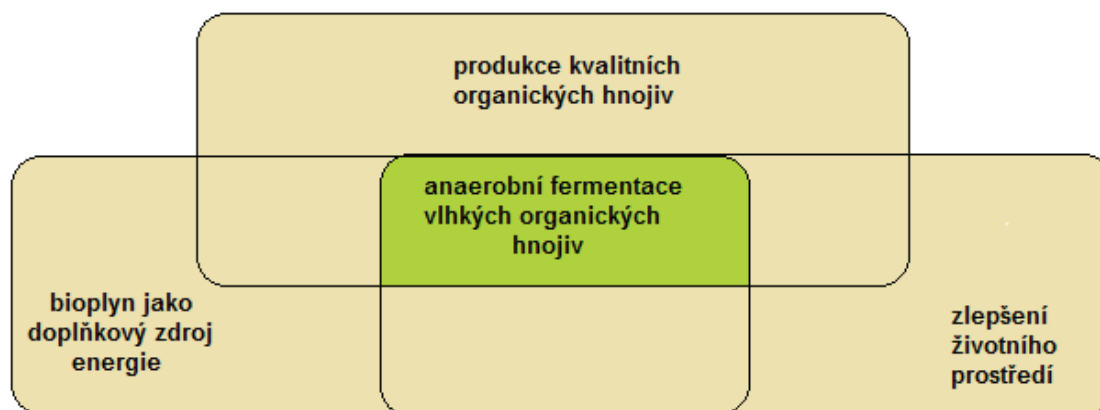 produkce kvalitních
organických hnojiv
anaerobní fermentace
vlhkých organických
hnojiv
bioplyn jako
doplňkový zdroj
energie
zlepšení
životního
prostředí